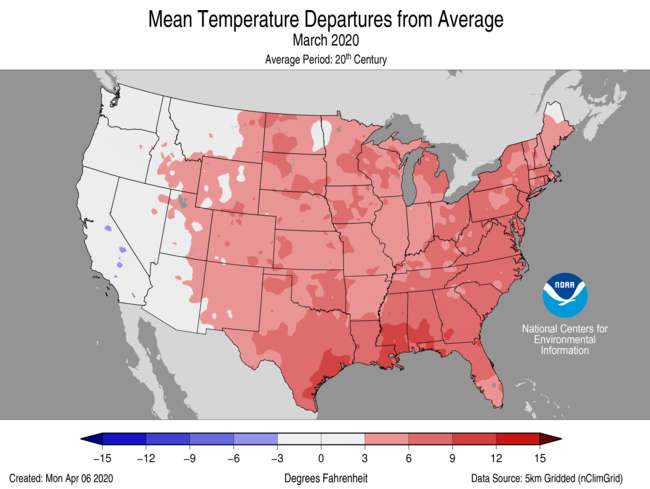 Mean Temperature Departures from Average
March 2020
Average Period: 20th Century
NOAA
National Centers for
Environmental
Information
−15 −12 −9 −6 −3 0 3 6 9 12 15
Created: Mon Apr 06 2020 Degrees Fahrenheit Data Source: 5km Gridded (nClimGrid)